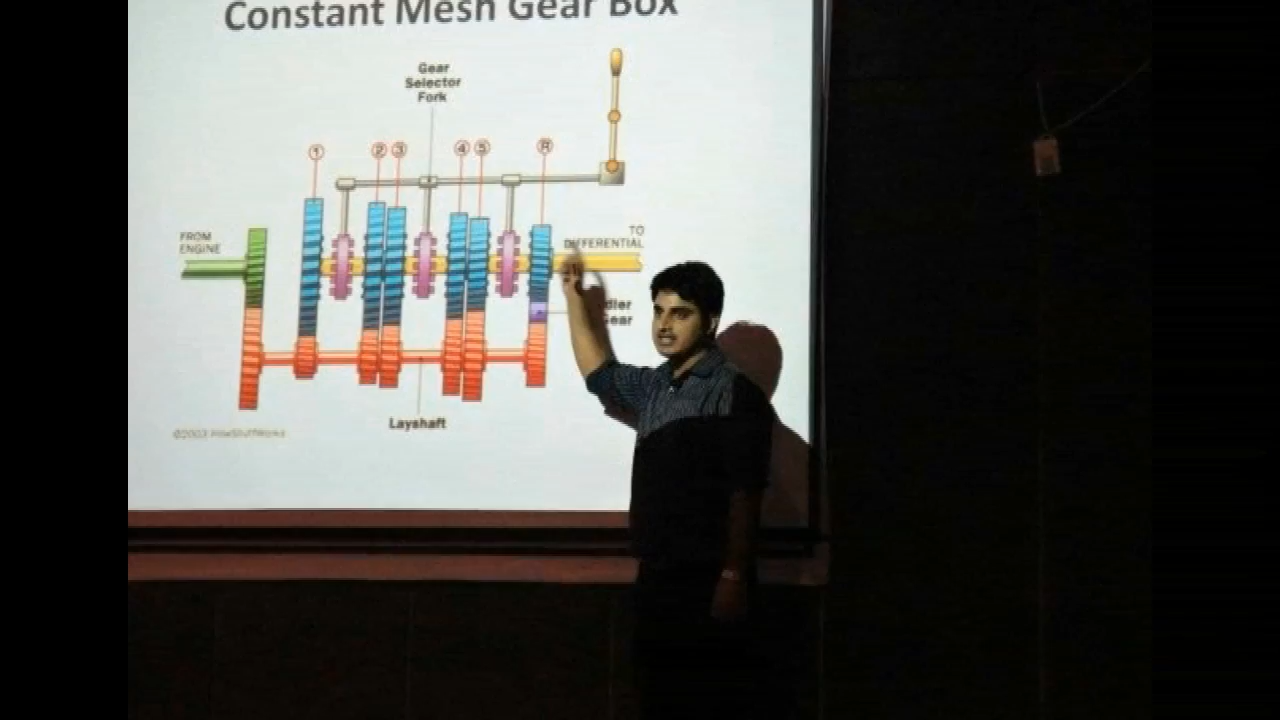 Constant Mesh Gear Box
Gear
Selector
Fork
1 2 3 4 5 R
FROM
ENGINE
TO
DIFFERENTIAL
Gear
Layshaft
©2003 HowStuffWorks